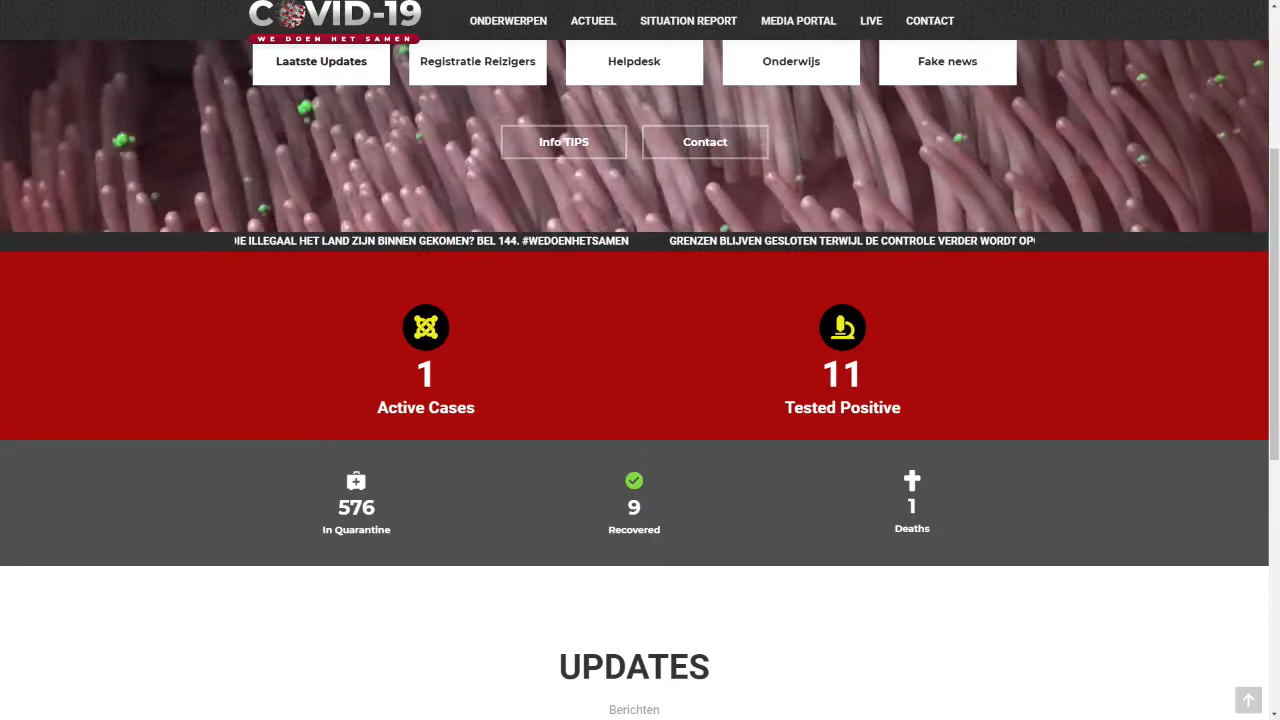 COVID-19
WE DOEN HET SAMEN
ONDERWERPEN ACTUEEL SITUATION REPORT MEDIA PORTAL LIVE CONTACT
Laatste Updates Registratie Reizigers Helpdesk Onderwijs Fake news
Info TIPS Contact
DIE ILLEGAAL HET LAND ZIJN BINNEN GEKOMEN? BEL 144. #WEDOENHETSAMEN GRENZEN BLIJVEN GESLOTEN TERWIJL DE CONTROLE VERDER WORDT
1 11
Active Cases Tested Positive
576 9 1
In Quarantine Recovered Deaths
UPDATES
Berichten